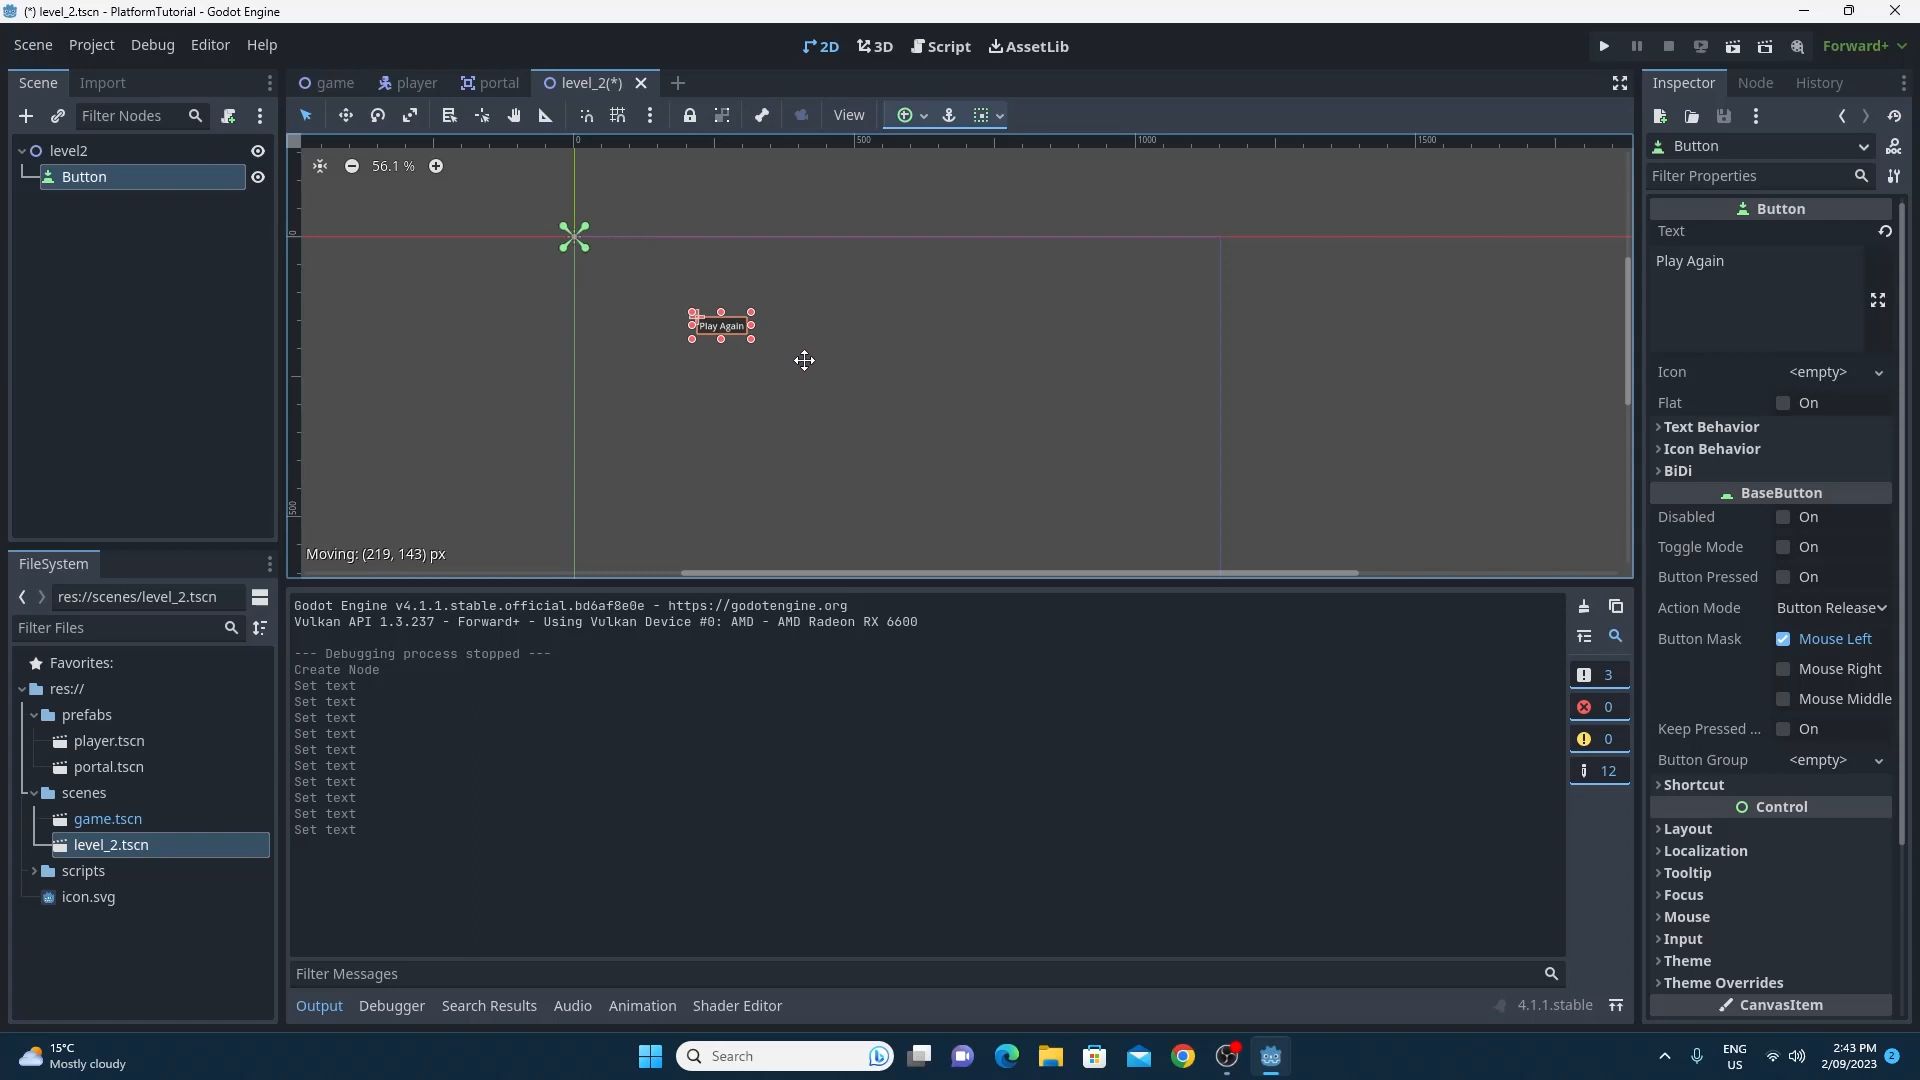 (*) level_2.tscn - PlatformTutorial - Godot Engine
Scene Project Debug Editor Help
2D 3D Script AssetLib
Forward+
Scene Import
game player portal level_2(*)
Inspector Node History
Filter Nodes
View
Button
Filter Properties
level2
Button
0 500 1000 1500
56.1 %
0
500
Play Again
Moving: (219, 143) px
Button
Text
Play Again
Icon <empty>
Flat On
Text Behavior
Icon Behavior
BiDi
BaseButton
Disabled On
Toggle Mode On
Button Pressed On
Action Mode Button Release
Button Mask Mouse Left
Mouse Right
Mouse Middle
Keep Pressed ... On
Button Group <empty>
Shortcut
Control
Layout
Localization
Tooltip
Focus
Mouse
Input
Theme
Theme Overrides
CanvasItem
FileSystem
res://scenes/level_2.tscn
Filter Files
Favorites:
res://
prefabs
player.tscn
portal.tscn
scenes
game.tscn
level_2.tscn
scripts
icon.svg
Godot Engine v4.1.1.stable.official.bd6af8e0e - https://godotengine.org
Vulkan API 1.3.237 - Forward+ - Using Vulkan Device #0: AMD - AMD Radeon RX 6600
--- Debugging process stopped ---
Create Node
Set text
Set text
Set text
Set text
Set text
Set text
Set text
Set text
Set text
Set text
3
0
0
12
Filter Messages
Output Debugger Search Results Audio Animation Shader Editor
4.1.1.stable
15°C
Mostly cloudy
Search
ENG
US
2:43 PM
2/09/2023
2